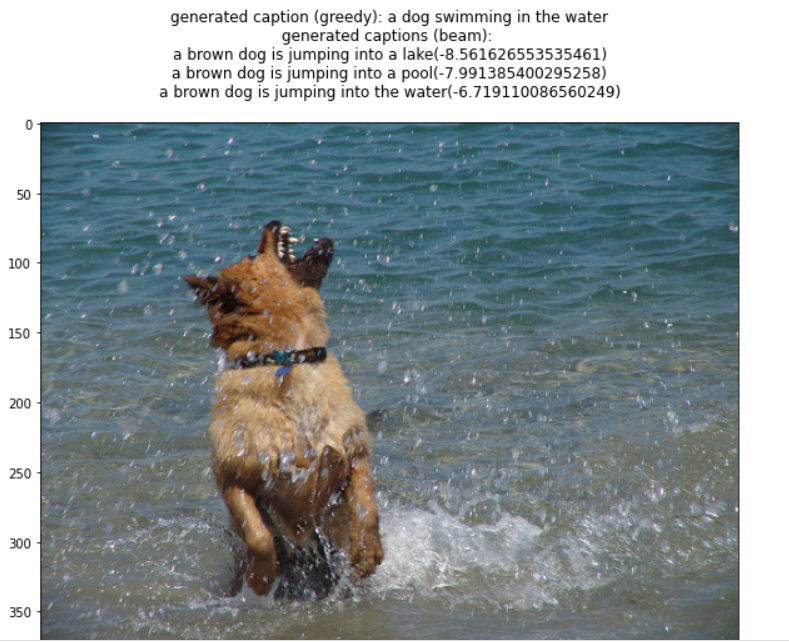 generated caption (greedy): a dog swimming in the water
generated captions (beam):
a brown dog is jumping into a lake(-8.561626553535461)
a brown dog is jumping into a pool(-7.991385400295258)
a brown dog is jumping into the water(-6.719110086560249)
0
50
100
150
200
250
300
350